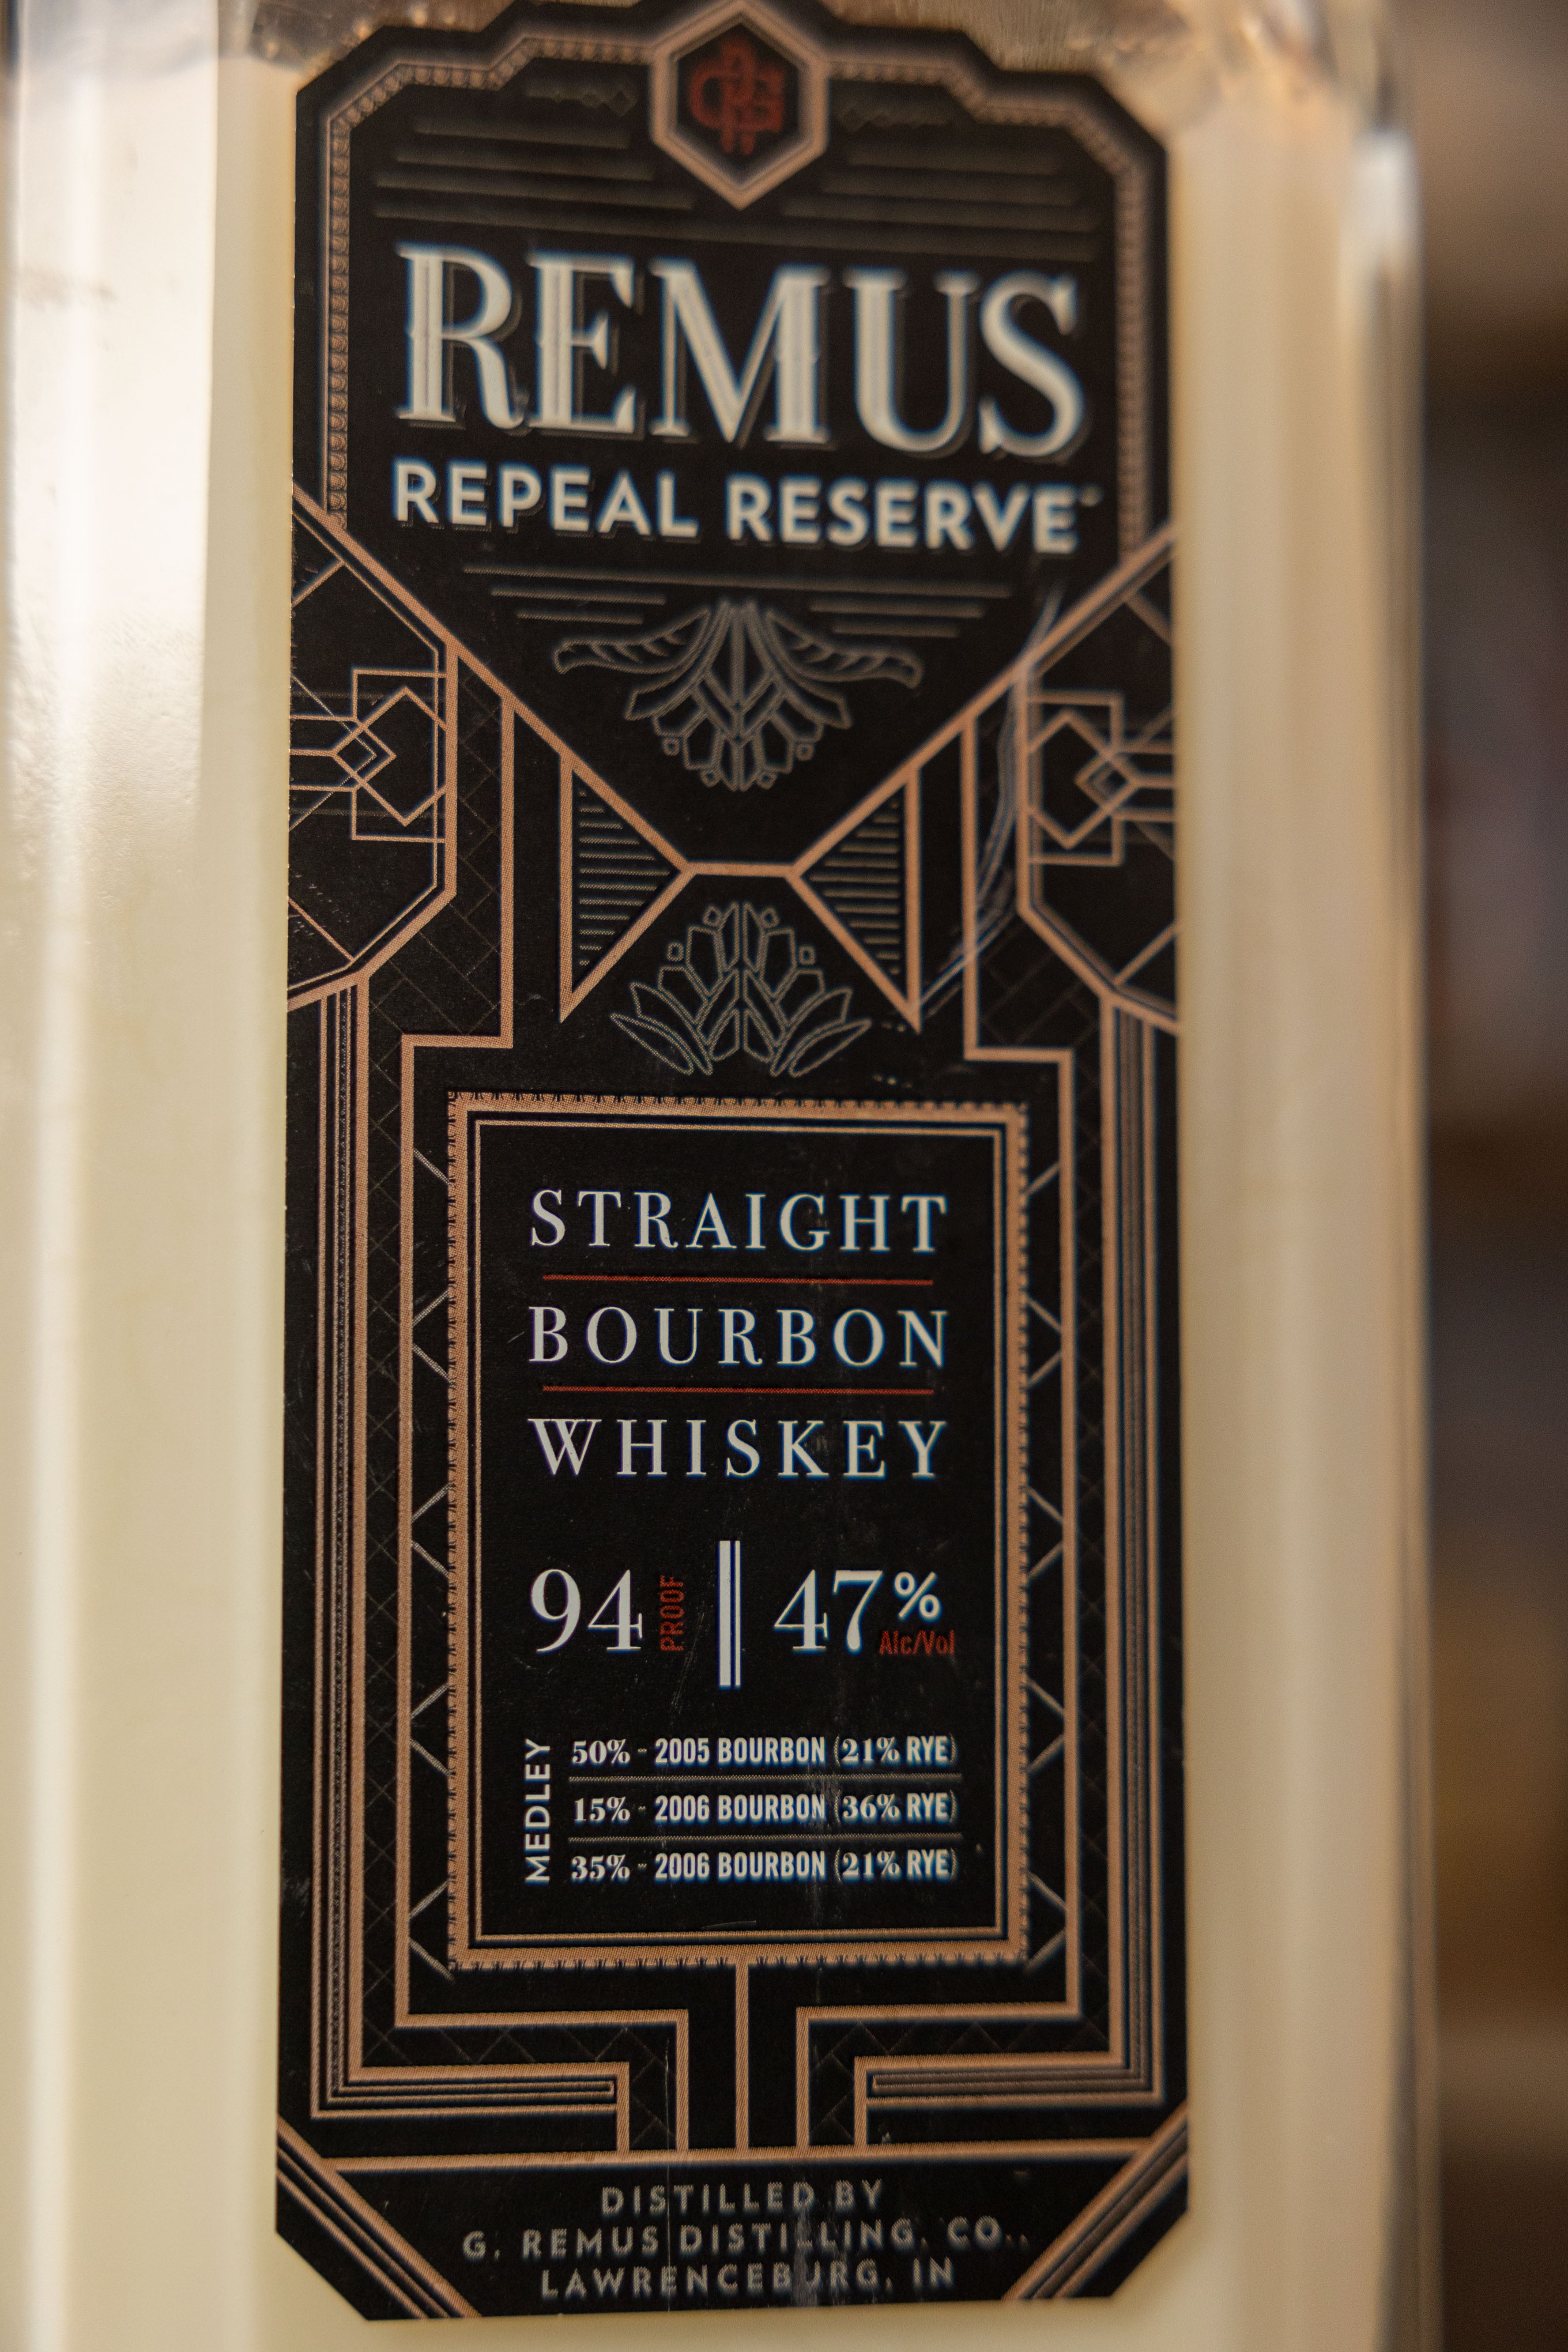 REMUS
REPEAL RESERVE™
STRAIGHT
BOURBON
WHISKEY
94 PROOF 47% Alc/Vol
MEDLEY
50% - 2005 BOURBON (21% RYE)
15% - 2006 BOURBON (36% RYE)
35% - 2006 BOURBON (21% RYE)
DISTILLED BY
G. REMUS DISTILLING. CO.,
LAWRENCEBURG, IN